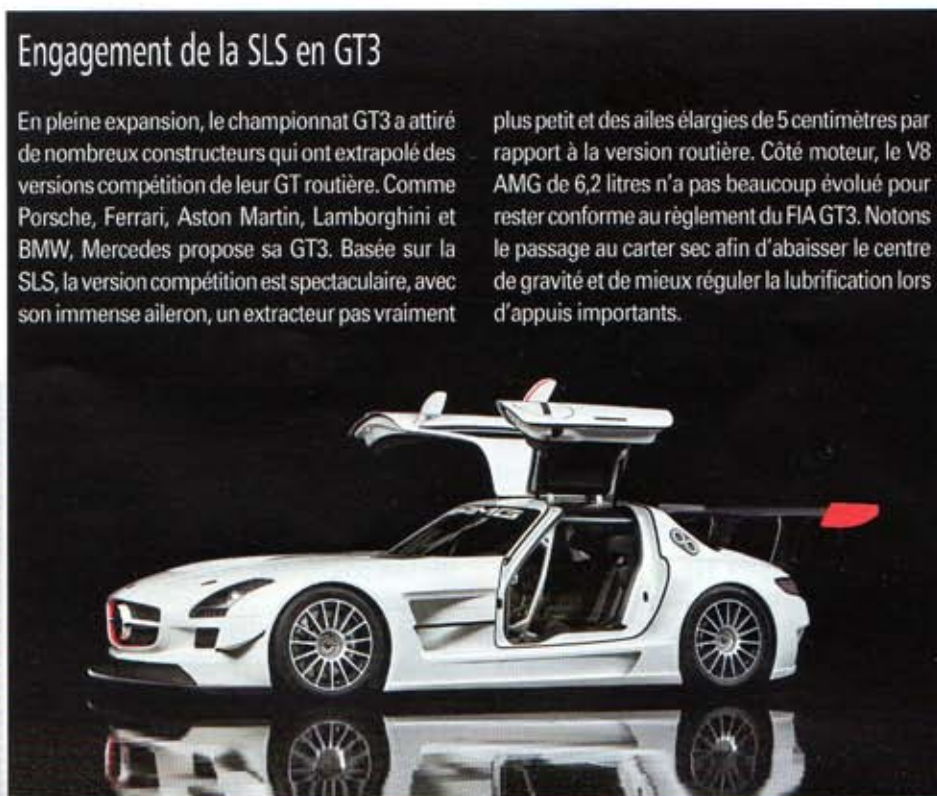 Engagement de la SLS en GT3
En pleine expansion, le championnat GT3 a attiré
de nombreux constructeurs qui ont extrapolé des
versions compétition de leur GT routière. Comme
Porsche, Ferrari, Aston Martin, Lamborghini et
BMW, Mercedes propose sa GT3. Basée sur la
SLS, la version compétition est spectaculaire, avec
son immense aileron, un extracteur pas vraiment
plus petit et des ailes élargies de 5 centimètres par
rapport à la version routière. Côté moteur, le V8
AMG de 6,2 litres n'a pas beaucoup évolué pour
rester conforme au règlement du FIA GT3. Notons
le passage au carter sec afin d'abaisser le centre
de gravité et de mieux réguler la lubrification lors
d'appuis importants.
AMG